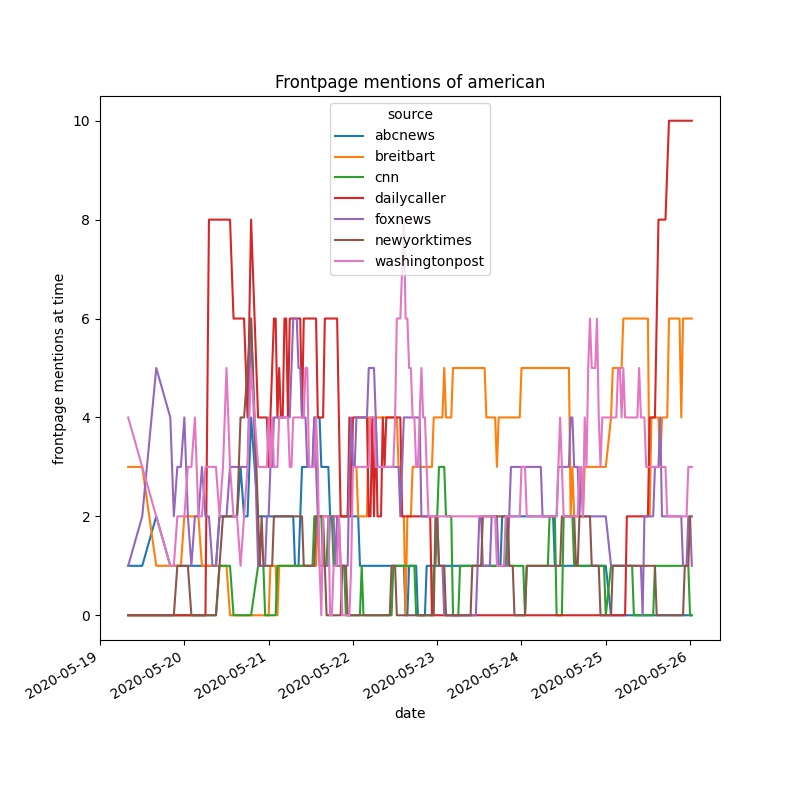 Frontpage mentions of american
source
abcnews
breitbart
cnn
dailycaller
foxnews
newyorktimes
washingtonpost
frontpage mentions at time
10
8
6
4
2
0
2020-05-19
2020-05-20
2020-05-21
2020-05-22
2020-05-23
2020-05-24
2020-05-25
2020-05-26
date